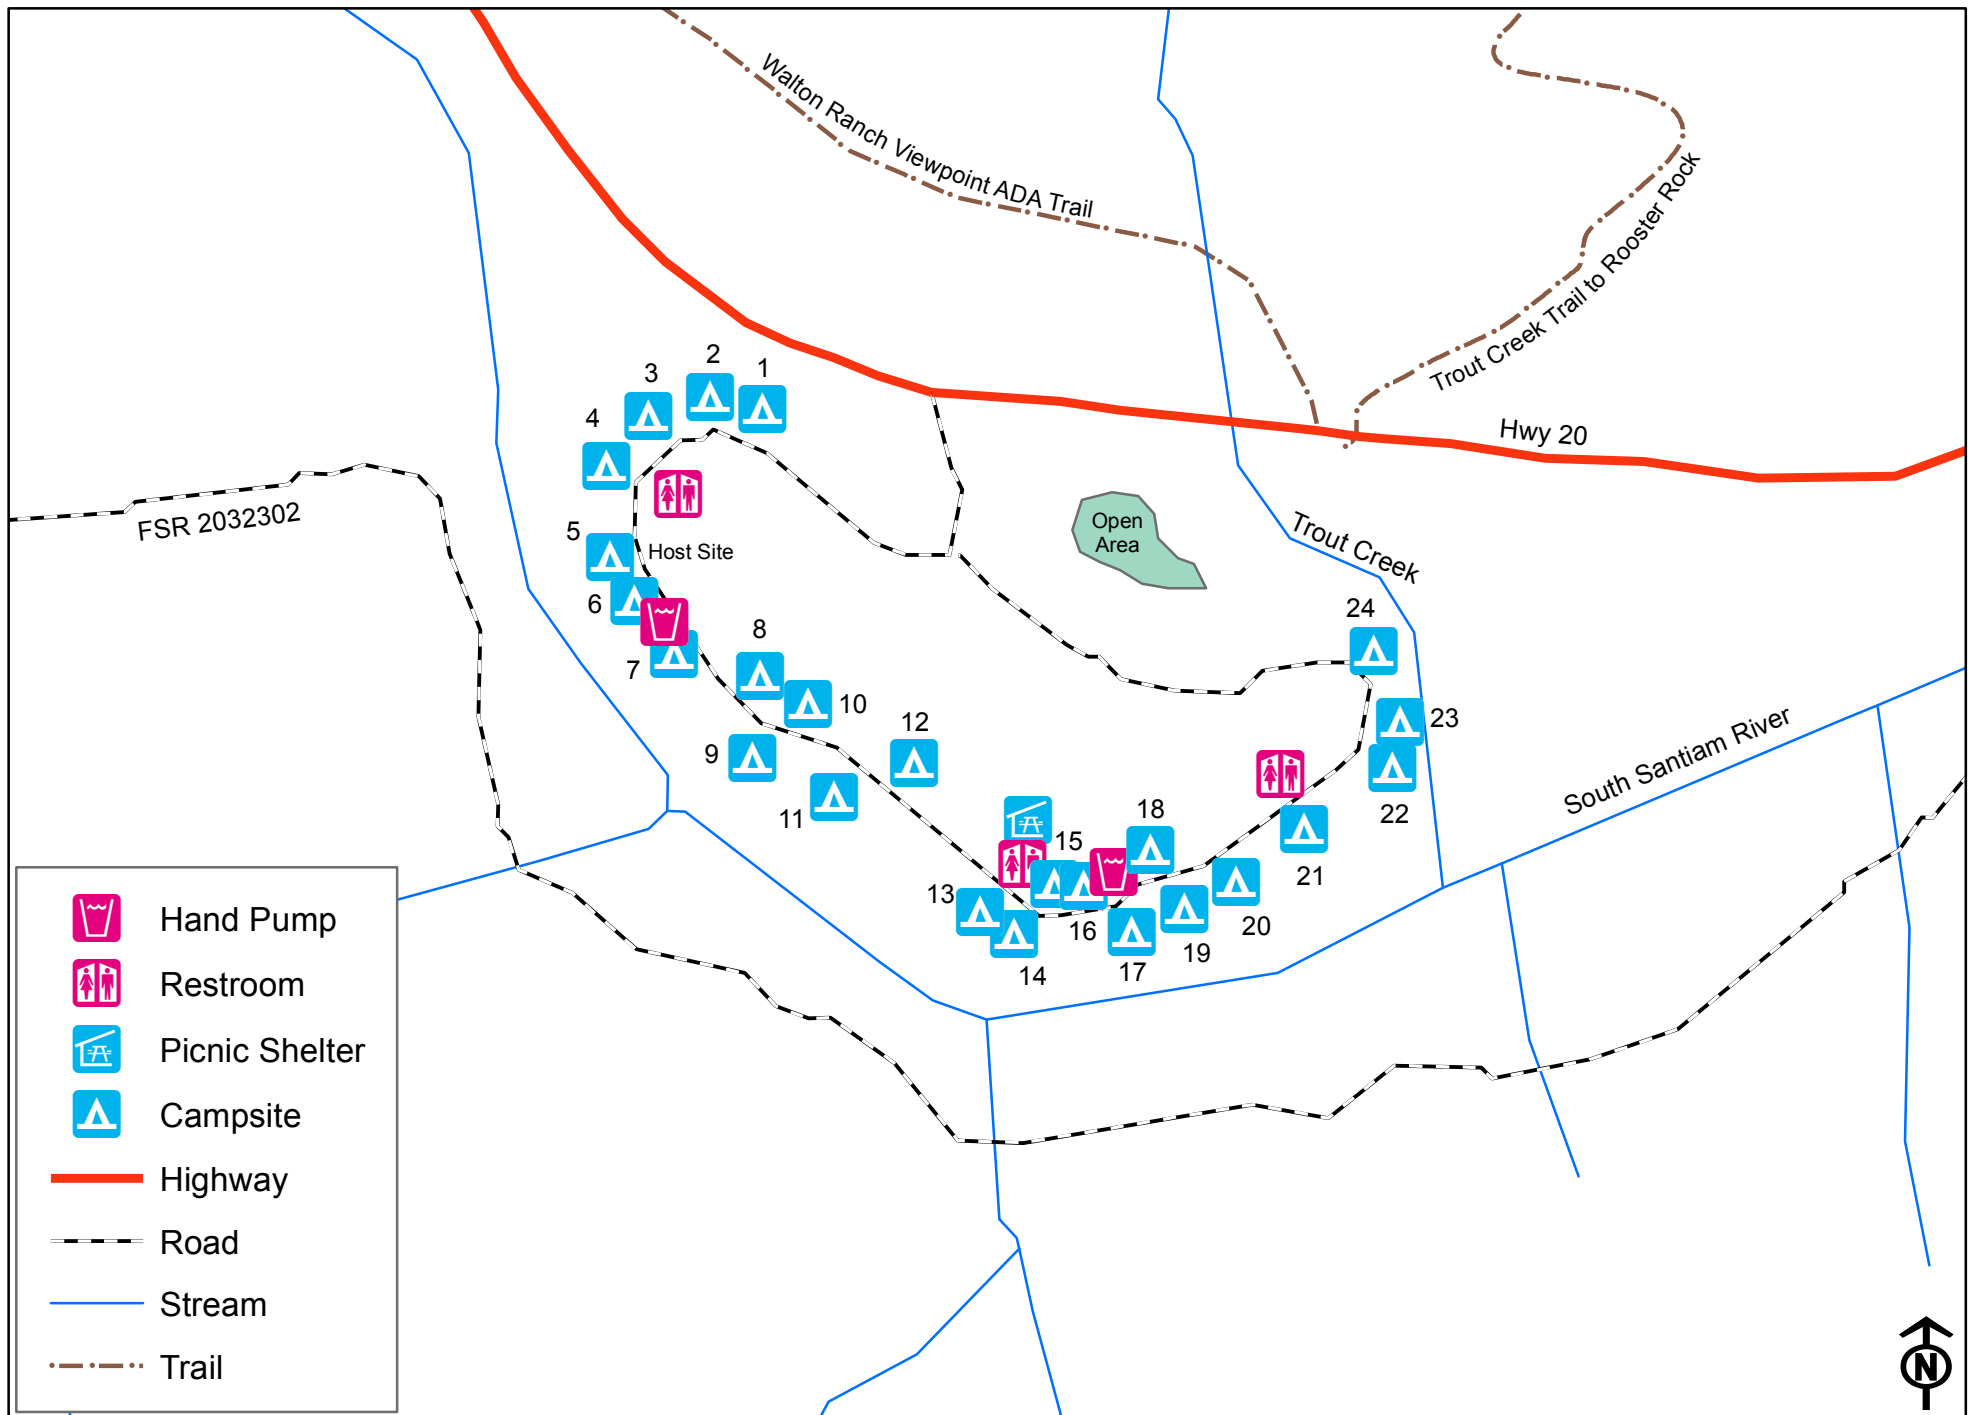 Walton Ranch Viewpoint ADA Trail
Trout Creek Trail to Rooster Rock
Hwy 20
2
1
3
4
FSR 2032302
Open
Area
Trout Creek
5
Host Site
6
24
8
7
10
12
23
9
South Santiam River
11
18
22
15
21
13
20
16
19
14
17
Hand Pump
Restroom
Picnic Shelter
Campsite
Highway
Road
Stream
Trail
N